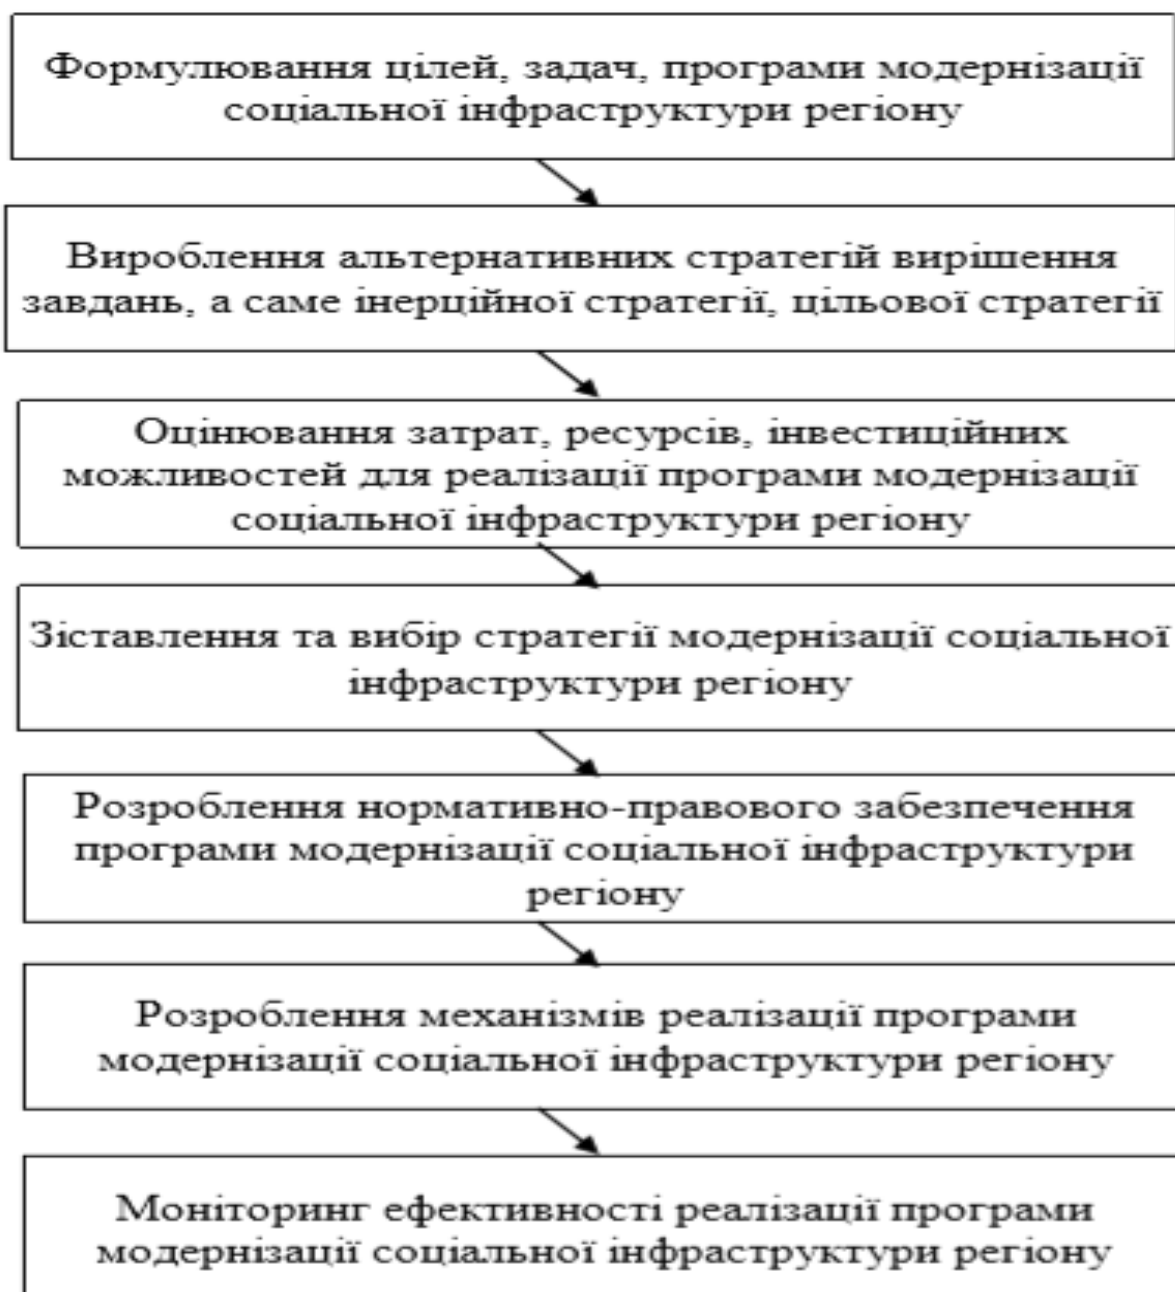 Формулювання цілей, задач, програми модернізації
соціальної інфраструктури регіону
Вироблення альтернативних стратегій вирішення
завдань, а саме інерційної стратегії, цільової стратегії
Оцінювання затрат, ресурсів, інвестиційних
можливостей для реалізації програми модернізації
соціальної інфраструктури регіону
Зіставлення та вибір стратегії модернізації соціальної
інфраструктури регіону
Розроблення нормативно-правового забезпечення
програми модернізації соціальної інфраструктури
регіону
Розроблення механізмів реалізації програми
модернізації соціальної інфраструктури регіону
Моніторинг ефективності реалізації програми
модернізації соціальної інфраструктури регіону